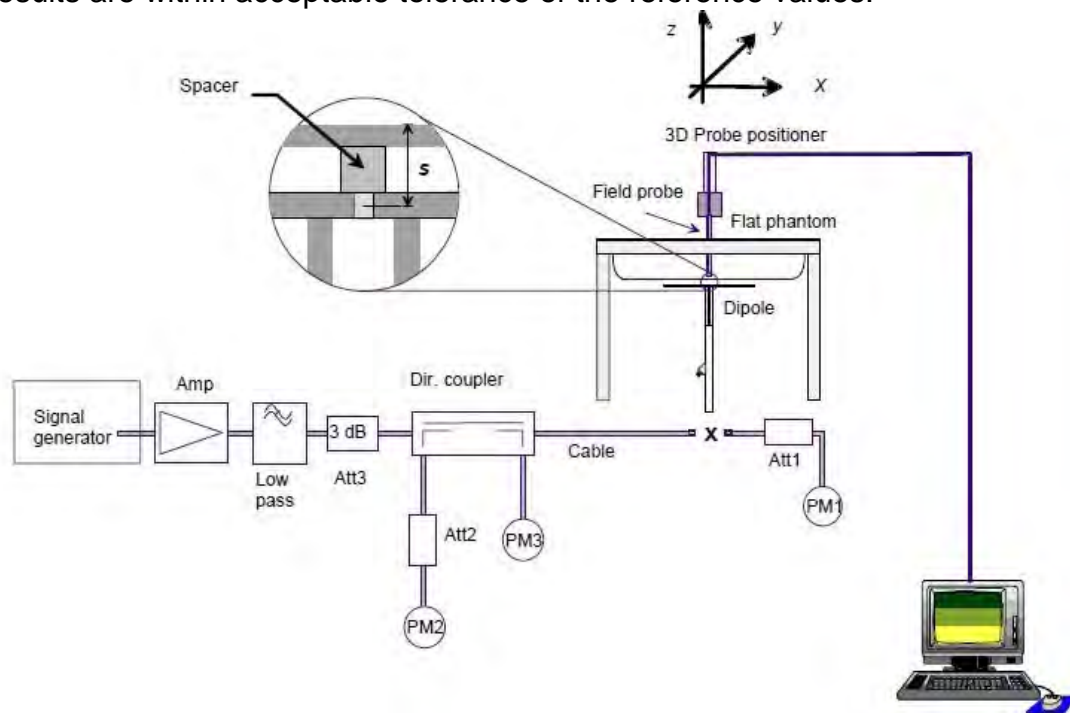 results are within acceptable tolerance of the reference values.
z
y
X
Spacer
s
3D Probe positioner
Field probe
Flat phantom
Dipole
Signal
generator
Amp
Low
pass
3 dB
Att3
Dir. coupler
Cable
x
Att1
PM1
Att2
PM3
PM2